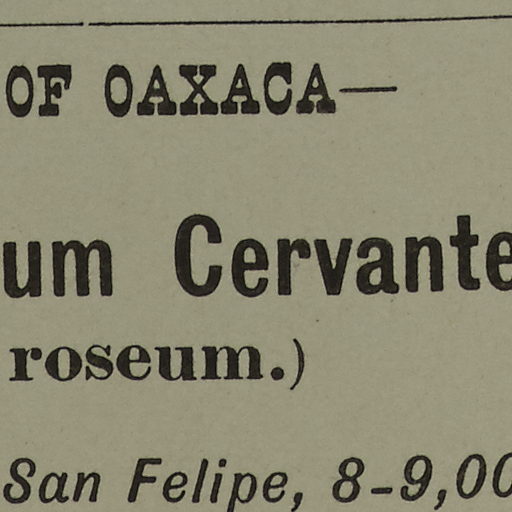 OF OAXACA—
um Cervante
roseum.)
San Felipe, 8-9,00